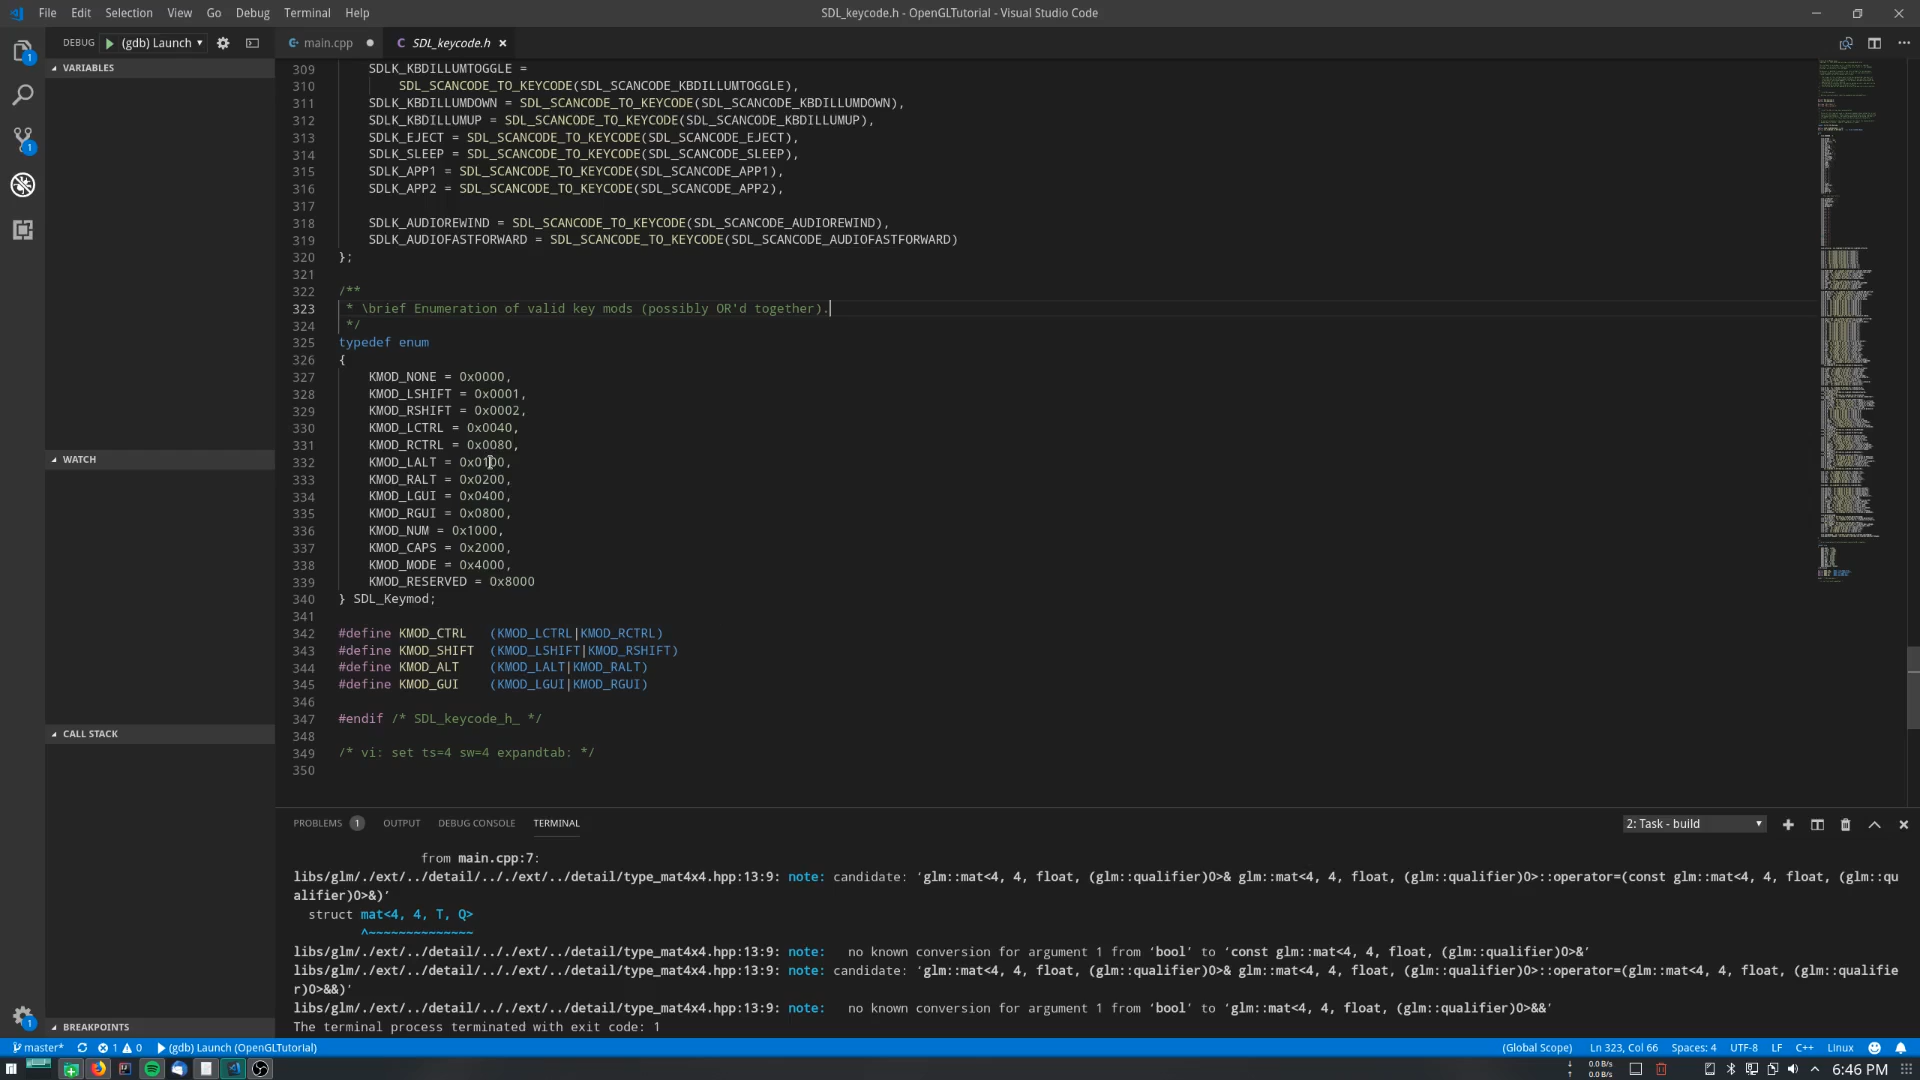 File Edit Selection View Go Debug Terminal Help
SDL_keycode.h - OpenGLTutorial - Visual Studio Code
DEBUG (gdb) Launch
main.cpp
SDL_keycode.h
VARIABLES
WATCH
CALL STACK
BREAKPOINTS
309 SDLK_KBDILLUMTOGGLE =
310 SDL_SCANCODE_TO_KEYCODE(SDL_SCANCODE_KBDILLUMTOGGLE),
311 SDLK_KBDILLUMDOWN = SDL_SCANCODE_TO_KEYCODE(SDL_SCANCODE_KBDILLUMDOWN),
312 SDLK_KBDILLUMUP = SDL_SCANCODE_TO_KEYCODE(SDL_SCANCODE_KBDILLUMUP),
313 SDLK_EJECT = SDL_SCANCODE_TO_KEYCODE(SDL_SCANCODE_EJECT),
314 SDLK_SLEEP = SDL_SCANCODE_TO_KEYCODE(SDL_SCANCODE_SLEEP),
315 SDLK_APP1 = SDL_SCANCODE_TO_KEYCODE(SDL_SCANCODE_APP1),
316 SDLK_APP2 = SDL_SCANCODE_TO_KEYCODE(SDL_SCANCODE_APP2),
317
318 SDLK_AUDIOREWIND = SDL_SCANCODE_TO_KEYCODE(SDL_SCANCODE_AUDIOREWIND),
319 SDLK_AUDIOFASTFORWARD = SDL_SCANCODE_TO_KEYCODE(SDL_SCANCODE_AUDIOFASTFORWARD)
320 };
321
322 /**
323 * \brief Enumeration of valid key mods (possibly OR'd together).
324 */
325 typedef enum
326 {
327 KMOD_NONE = 0x0000,
328 KMOD_LSHIFT = 0x0001,
329 KMOD_RSHIFT = 0x0002,
330 KMOD_LCTRL = 0x0040,
331 KMOD_RCTRL = 0x0080,
332 KMOD_LALT = 0x0100,
333 KMOD_RALT = 0x0200,
334 KMOD_LGUI = 0x0400,
335 KMOD_RGUI = 0x0800,
336 KMOD_NUM = 0x1000,
337 KMOD_CAPS = 0x2000,
338 KMOD_MODE = 0x4000,
339 KMOD_RESERVED = 0x8000
340 } SDL_Keymod;
341
342 #define KMOD_CTRL (KMOD_LCTRL|KMOD_RCTRL)
343 #define KMOD_SHIFT (KMOD_LSHIFT|KMOD_RSHIFT)
344 #define KMOD_ALT (KMOD_LALT|KMOD_RALT)
345 #define KMOD_GUI (KMOD_LGUI|KMOD_RGUI)
346
347 #endif /* SDL_keycode_h_ */
348
349 /* vi: set ts=4 sw=4 expandtab: */
350
PROBLEMS 1 OUTPUT DEBUG CONSOLE TERMINAL 2: Task - build
from main.cpp:7:
libs/glm/./ext/../detail/.././ext/../detail/type_mat4x4.hpp:13:9: note: candidate: ‘glm::mat<4, 4, float, (glm::qualifier)0>& glm::mat<4, 4, float, (glm::qualifier)0>::operator=(const glm::mat<4, 4, float, (glm::qu
alifier)0>&)’
struct mat<4, 4, T, Q>
^~~~~~~~~~~~~~~
libs/glm/./ext/../detail/.././ext/../detail/type_mat4x4.hpp:13:9: note: no known conversion for argument 1 from ‘bool’ to ‘const glm::mat<4, 4, float, (glm::qualifier)0>&’
libs/glm/./ext/../detail/.././ext/../detail/type_mat4x4.hpp:13:9: note: candidate: ‘glm::mat<4, 4, float, (glm::qualifier)0>& glm::mat<4, 4, float, (glm::qualifier)0>::operator=(glm::mat<4, 4, float, (glm::qualifie
r)0>&&)’
libs/glm/./ext/../detail/.././ext/../detail/type_mat4x4.hpp:13:9: note: no known conversion for argument 1 from ‘bool’ to ‘glm::mat<4, 4, float, (glm::qualifier)0>&&’
The terminal process terminated with exit code: 1
master* 1 0 (gdb) Launch (OpenGLTutorial) (Global Scope) Ln 323, Col 66 Spaces: 4 UTF-8 LF C++ Linux
0.0 B/s
0.0 B/s
6:46 PM